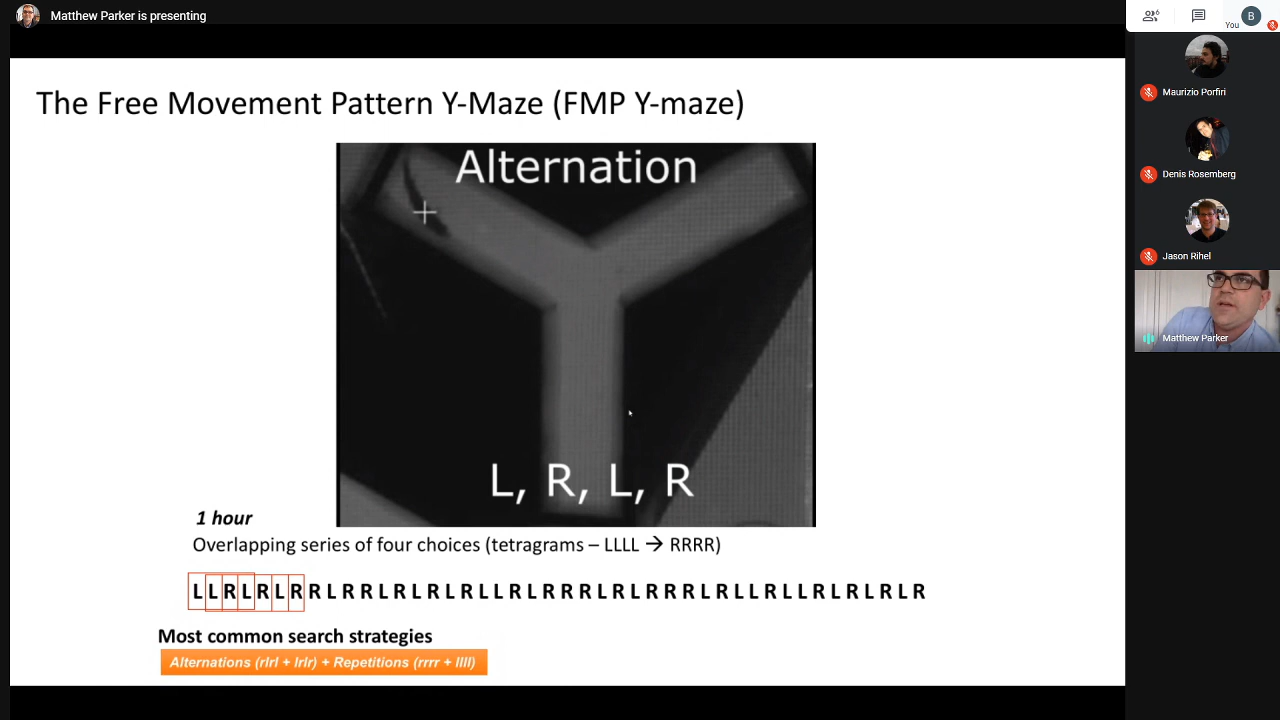 Matthew Parker is presenting
6
B
You
The Free Movement Pattern Y-Maze (FMP Y-maze)
Alternation
L, R, L, R
1 hour
Overlapping series of four choices (tetragrams – LLLL → RRRR)
L L R L R L R R L R R L R L R L R L L R L R R R L R L R R R L R L L R L L R L R L R L R
Most common search strategies
Alternations (rlrl + lrlr) + Repetitions (rrrr + llll)
Maurizio Porfiri
Denis Rosemberg
Jason Rihel
Matthew Parker